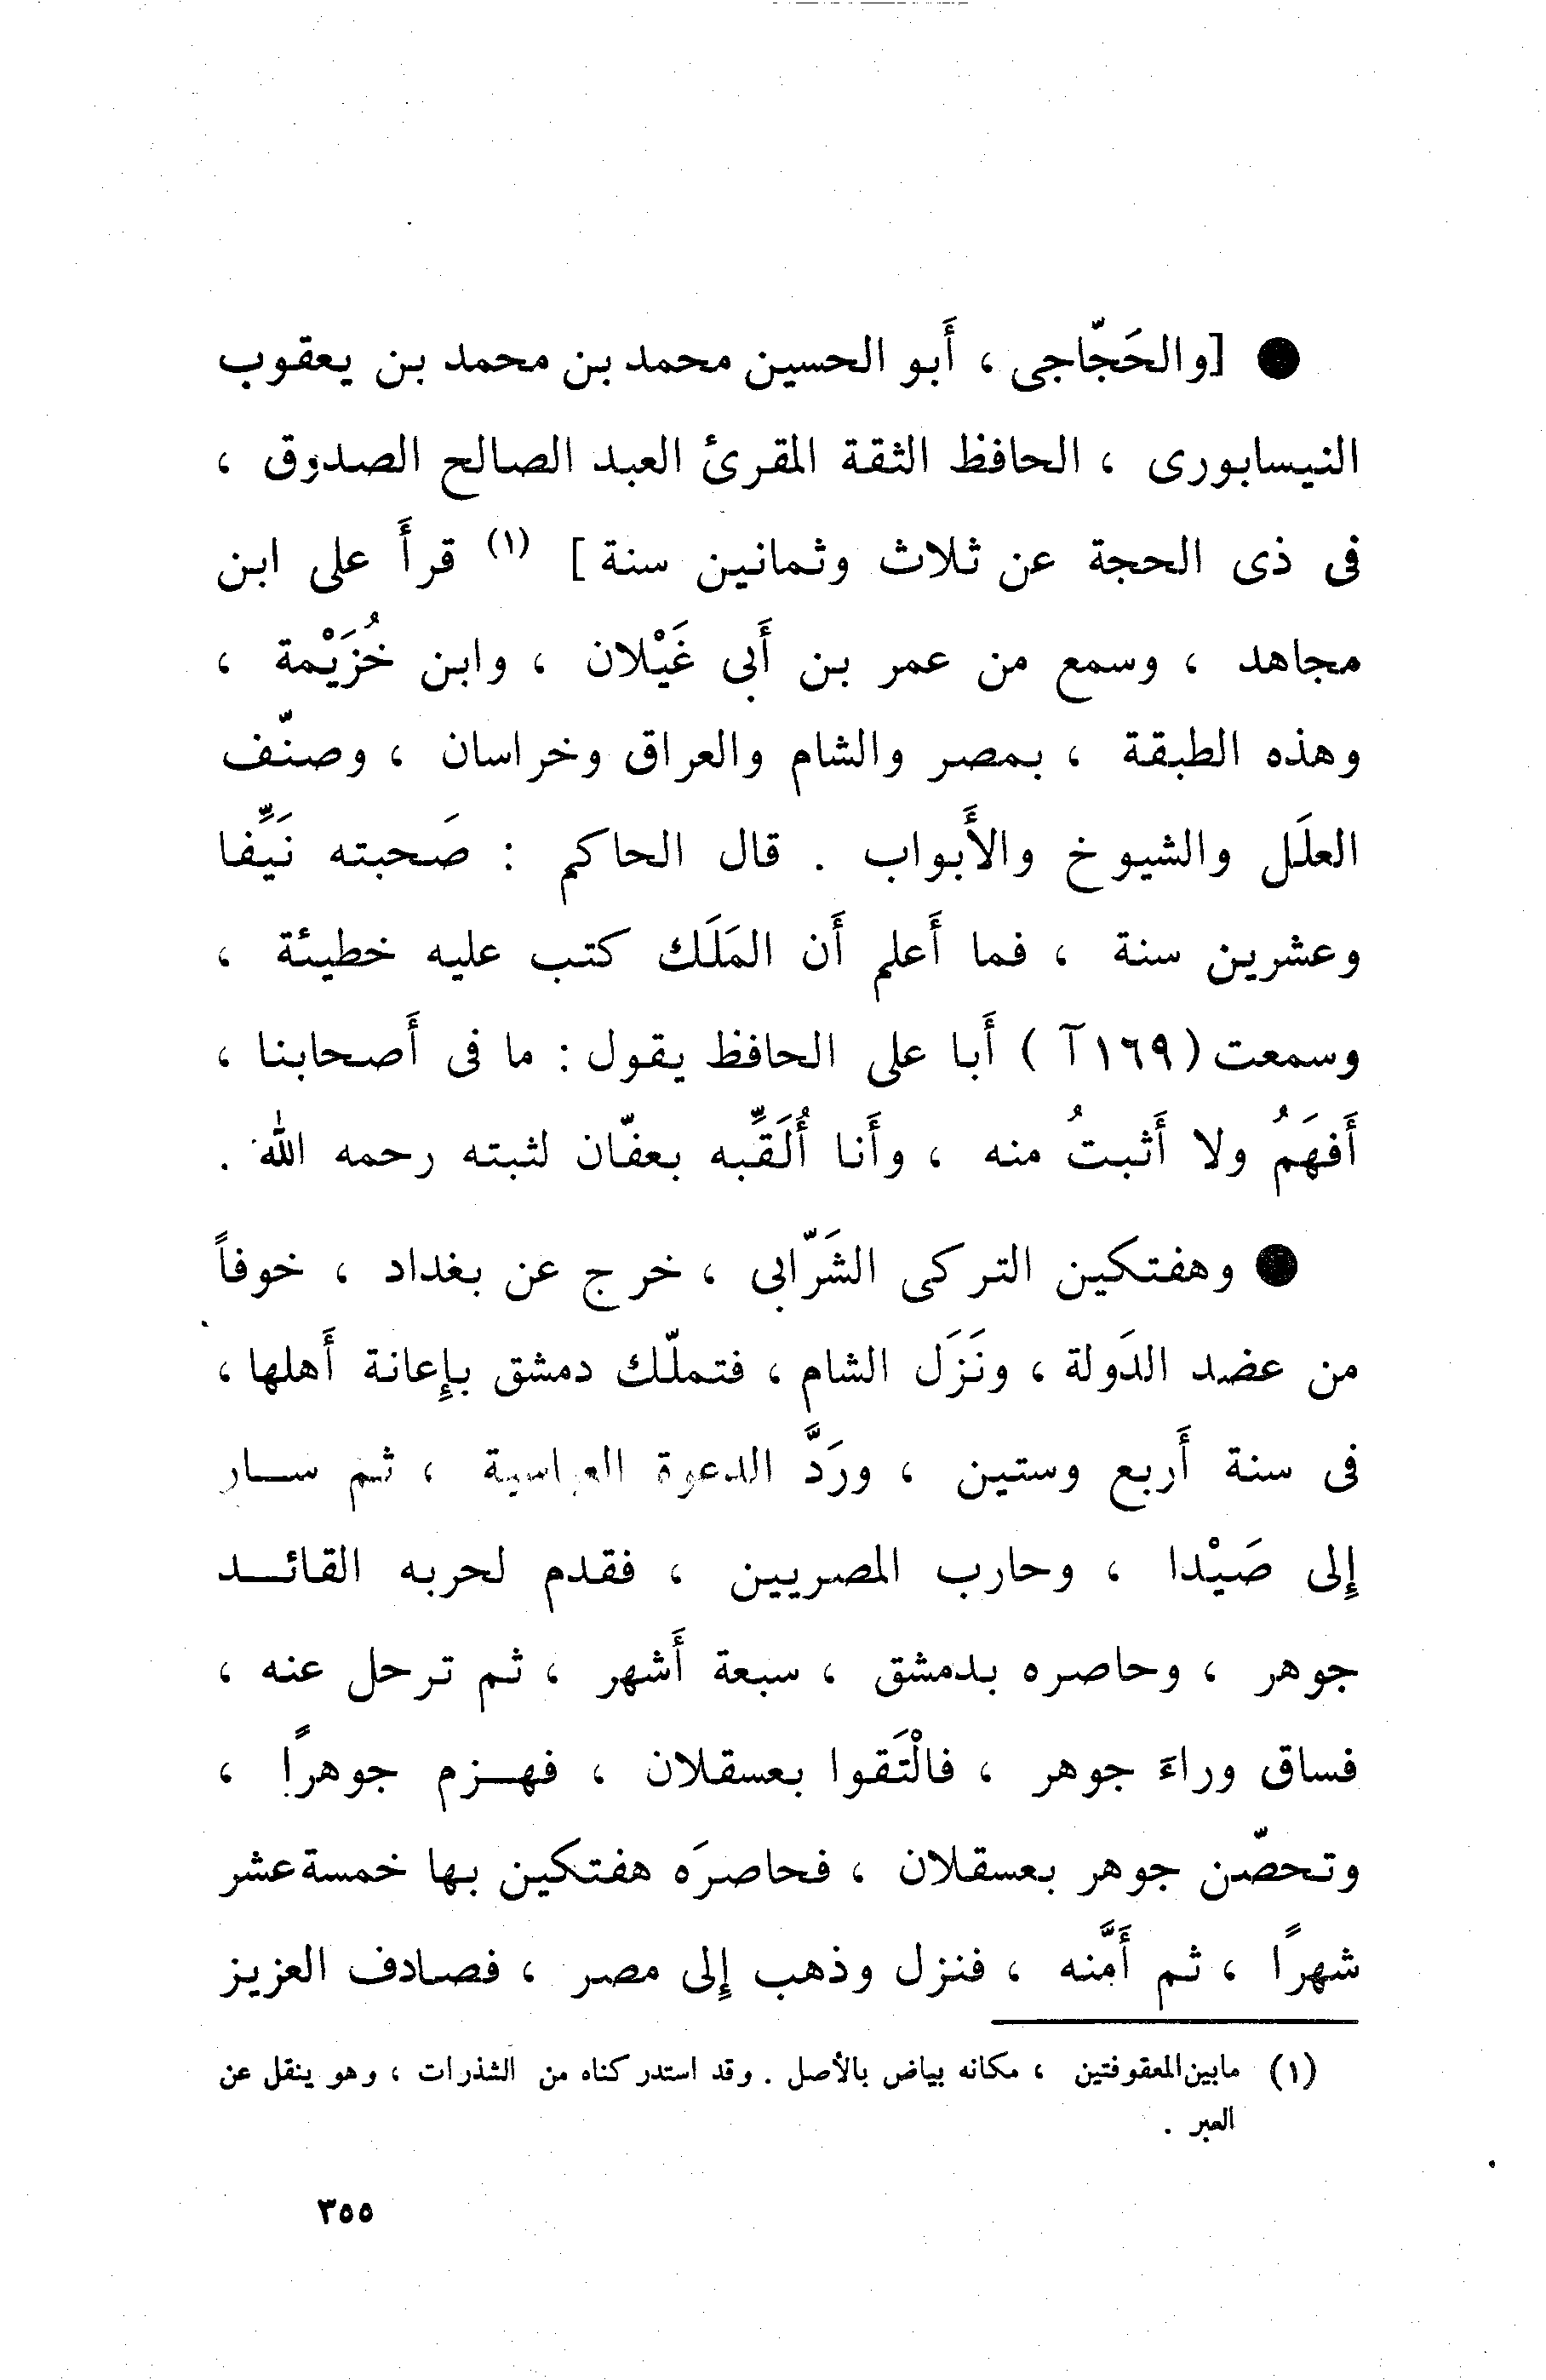 ● [والحَجّاجى ، أَبو الحسين محمد بن محمد بن يعقوب
النيسابورى ، الحافظ الثقة المقرئ العبد الصالح الصدوق ،
فى ذى الحجة عن ثلاث وثمانين سنة] (١) قرأَ على ابن
مجاهد ، وسمع من عمر بن أَبى غَيْلان ، وابن خُزَيْمة ،
وهذه الطبقة ، بمصر والشام والعراق وخراسان ، وصنّف
العلَل والشيوخ والأَبواب . قال الحاكم : صَحبته نَيِّفا
وعشرين سنة ، فما أَعلم أَن المَلَك كتب عليه خطيئة ،
وسمعت (١٦٩ آ ) أَبا على الحافظ يقول : ما فى أَصحابنا ،
أَفهَمُ ولا أَثبتُ منه ، وأَنا أُلَقِّبه بعفّان لثبته رحمه الله .
● وهفتكين التركى الشَرّابى ، خرج عن بغداد ، خوفاً
من عضد الدَولة ، ونَزَل الشام ، فتملّك دمشق بإِعانة أَهلها ،
فى سنة أَربع وستين ، ورَدَّ الدعوة العباسية ، ثم ســار
إِلى صَيْدا ، وحارب المصريين ، فقدم لحربه القائــد
جوهر ، وحاصره بدمشق ، سبعة أَشهر ، ثم ترحل عنه ،
فساق وراءَ جوهر ، فالْتَقوا بعسقلان ، فهــزم جوهرًا ،
وتحصّن جوهر بعسقلان ، فحاصرَه هفتكين بها خمسة عشر
شهرًا ، ثم أَمَّنه ، فنزل وذهب إِلى مصر ، فصادف العزيز
(١) مابين المعقوفتين ، مكانه بياض بالأصل . وقد استدركناه من الشذرات ، وهو ينقل عن
العبر .
٣٥٥